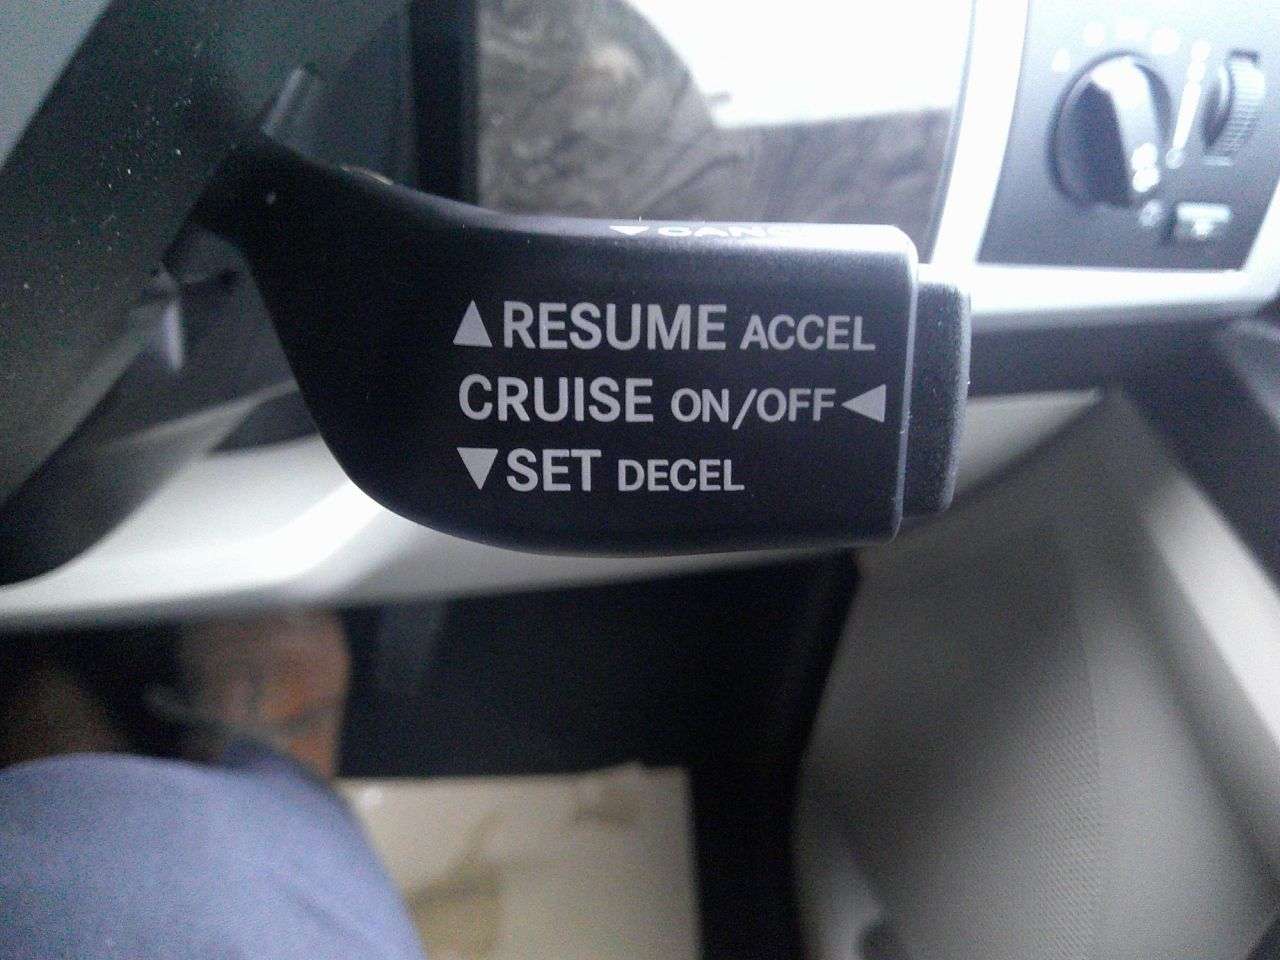 RESUME ACCEL
CRUISE ON/OFF
SET DECEL